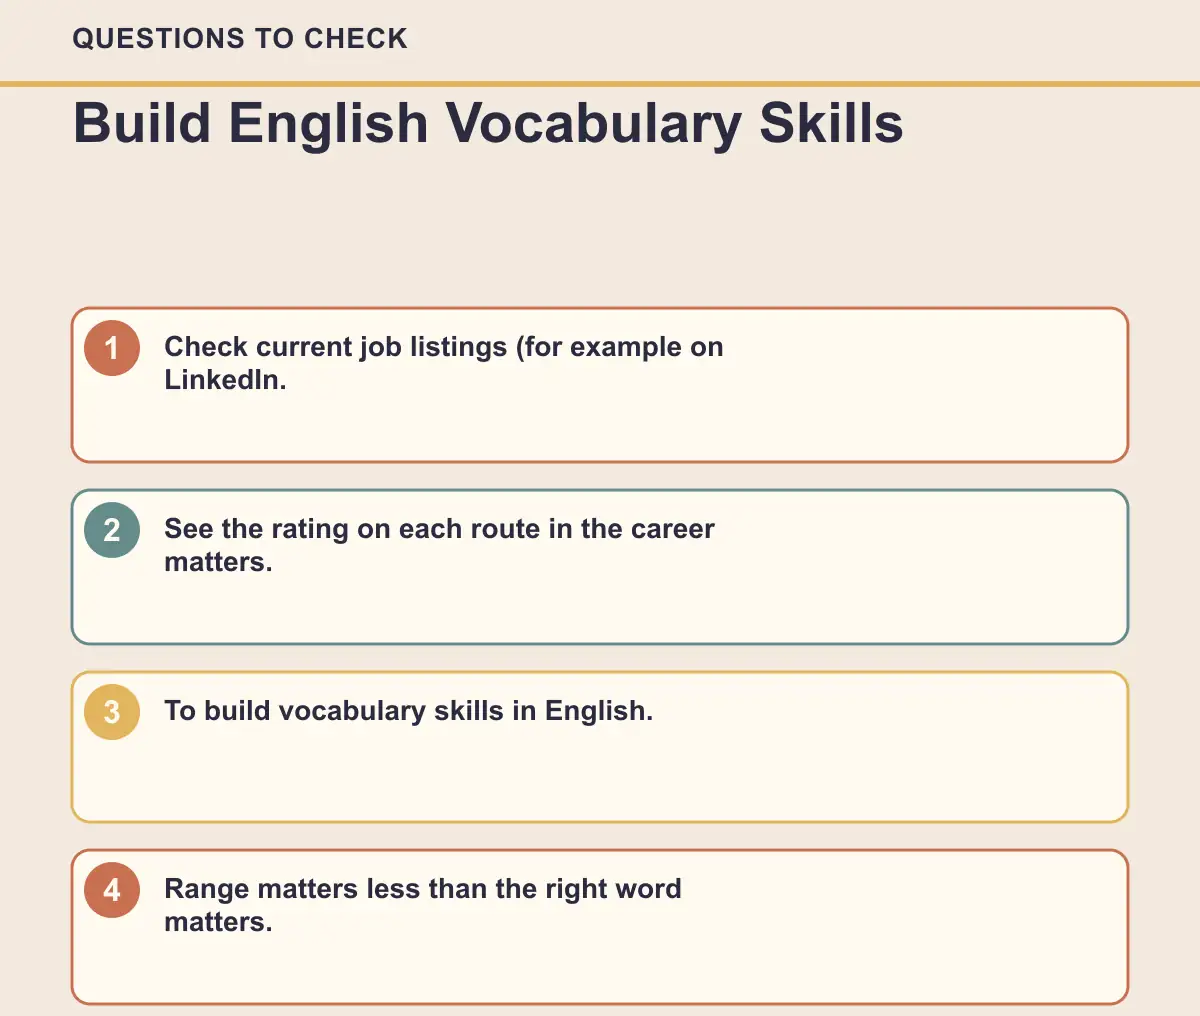 QUESTIONS TO CHECK
Build English Vocabulary Skills
1
Check current job listings (for example on
LinkedIn.
2
See the rating on each route in the career
matters.
3
To build vocabulary skills in English.
4
Range matters less than the right word
matters.